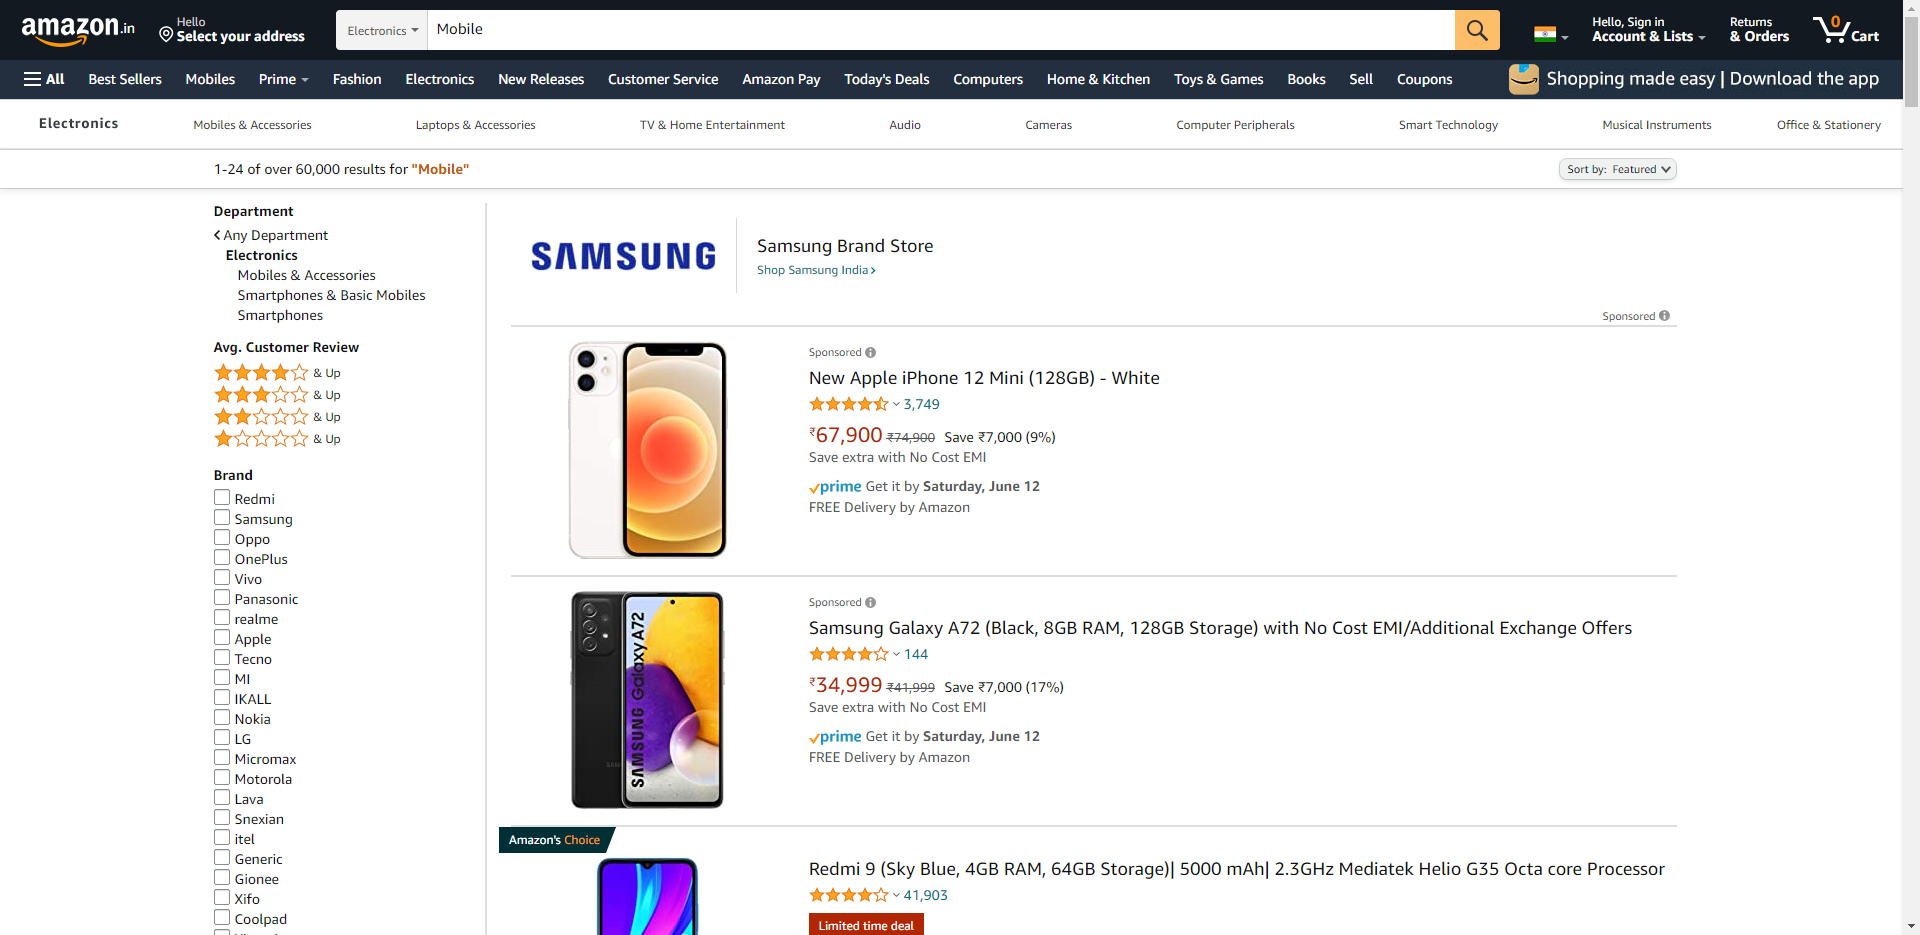 amazon.in
Hello
Select your address
Electronics
Mobile
Hello, Sign in
Account & Lists
Returns
& Orders
0
Cart
All
Best Sellers
Mobiles
Prime
Fashion
Electronics
New Releases
Customer Service
Amazon Pay
Today's Deals
Computers
Home & Kitchen
Toys & Games
Books
Sell
Coupons
Shopping made easy | Download the app
Electronics
Mobiles & Accessories
Laptops & Accessories
TV & Home Entertainment
Audio
Cameras
Computer Peripherals
Smart Technology
Musical Instruments
Office & Stationery
1-24 of over 60,000 results for "Mobile"
Sort by: Featured
Department
Any Department
Electronics
Mobiles & Accessories
Smartphones & Basic Mobiles
Smartphones
Avg. Customer Review
& Up
& Up
& Up
& Up
Brand
Redmi
Samsung
Oppo
OnePlus
Vivo
Panasonic
realme
Apple
Tecno
MI
IKALL
Nokia
LG
Micromax
Motorola
Lava
Snexian
itel
Generic
Gionee
Xifo
Coolpad
SAMSUNG
Samsung Brand Store
Shop Samsung India
Sponsored
Sponsored
New Apple iPhone 12 Mini (128GB) - White
3,749
₹67,900 ₹74,900 Save ₹7,000 (9%)
Save extra with No Cost EMI
prime Get it by Saturday, June 12
FREE Delivery by Amazon
SAMSUNG Galaxy A72
Sponsored
Samsung Galaxy A72 (Black, 8GB RAM, 128GB Storage) with No Cost EMI/Additional Exchange Offers
144
₹34,999 ₹41,999 Save ₹7,000 (17%)
Save extra with No Cost EMI
prime Get it by Saturday, June 12
FREE Delivery by Amazon
Amazon's Choice
Redmi 9 (Sky Blue, 4GB RAM, 64GB Storage)| 5000 mAh| 2.3GHz Mediatek Helio G35 Octa core Processor
41,903
Limited time deal